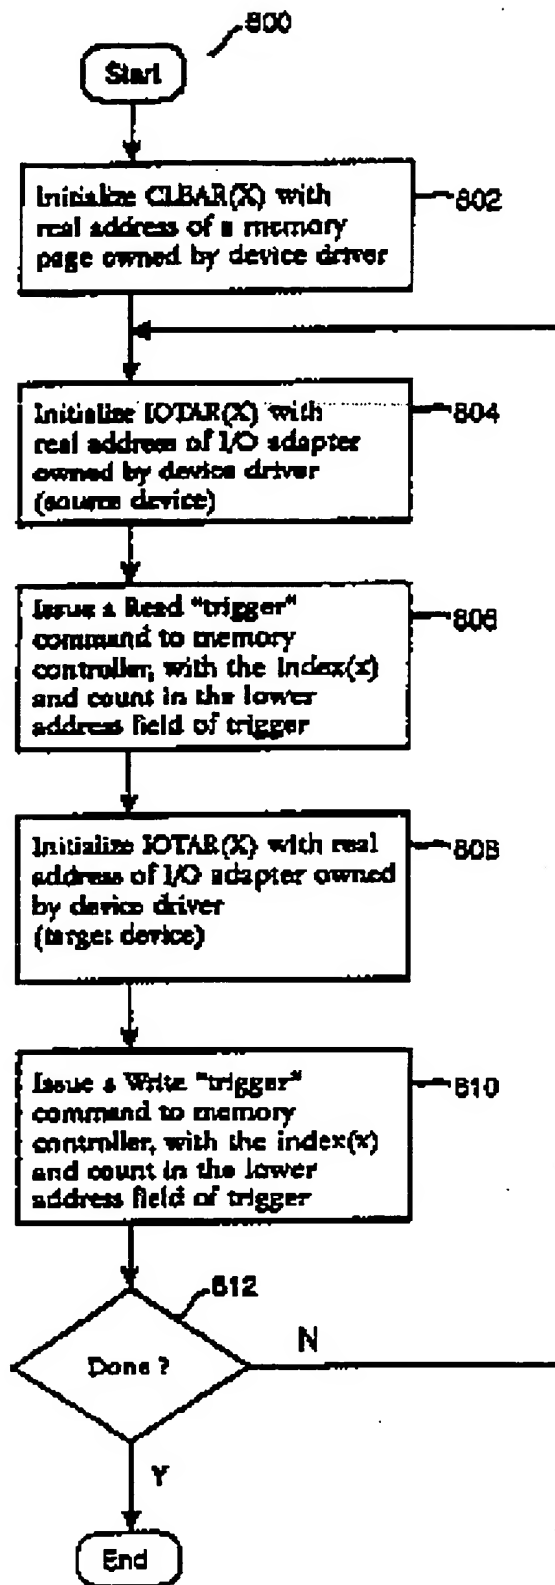 800
Start
Initialize CLEAR(X) with
real address of a memory
page owned by device driver
802
Initialize IOTAR(X) with
real address of I/O adapter
owned by device driver
(source device)
804
Issue a Read "trigger"
command to memory
controller, with the index(x)
and count in the lower
address field of trigger
806
Initialize IOTAR(X) with real
address of I/O adapter owned
by device driver
(target device)
808
Issue a Write "trigger"
command to memory
controller, with the index(x)
and count in the lower
address field of trigger
810
812
Done ?
N
Y
End